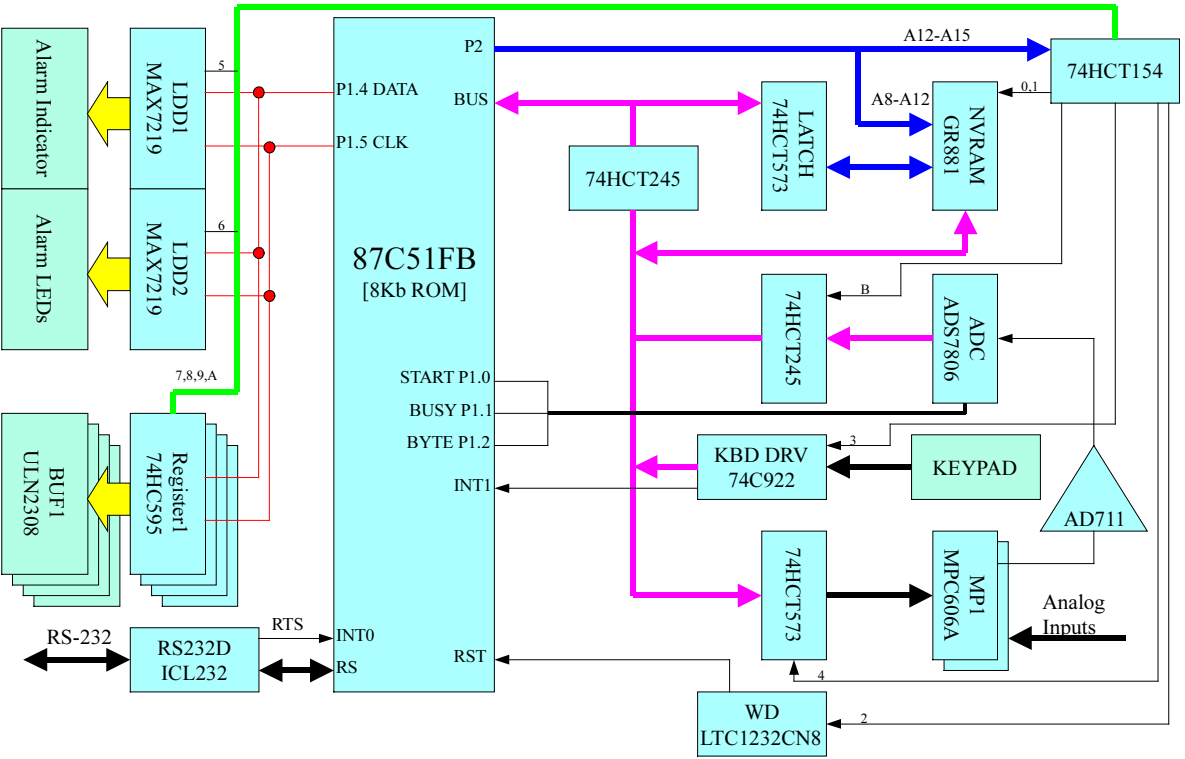 Alarm Indicator
LDD1
MAX7219
5
P1.4 DATA
P1.5 CLK
Alarm LEDs
LDD2
MAX7219
6
7,8,9,A
BUF1
ULN2308
Register1
74HC595
RS-232
RS232D
ICL232
RTS
INT0
RS
87C51FB
[8Kb ROM]
P2
BUS
START P1.0
BUSY P1.1
BYTE P1.2
INT1
RST
A12-A15
74HCT154
A8-A12
0,1
LATCH
74HCT573
NVRAM
GR881
74HCT245
B
74HCT245
ADC
ADS7806
3
KBD DRV
74C922
KEYPAD
AD711
74HCT573
MP1
MPC606A
Analog
Inputs
4
WD
LTC1232CN8
2